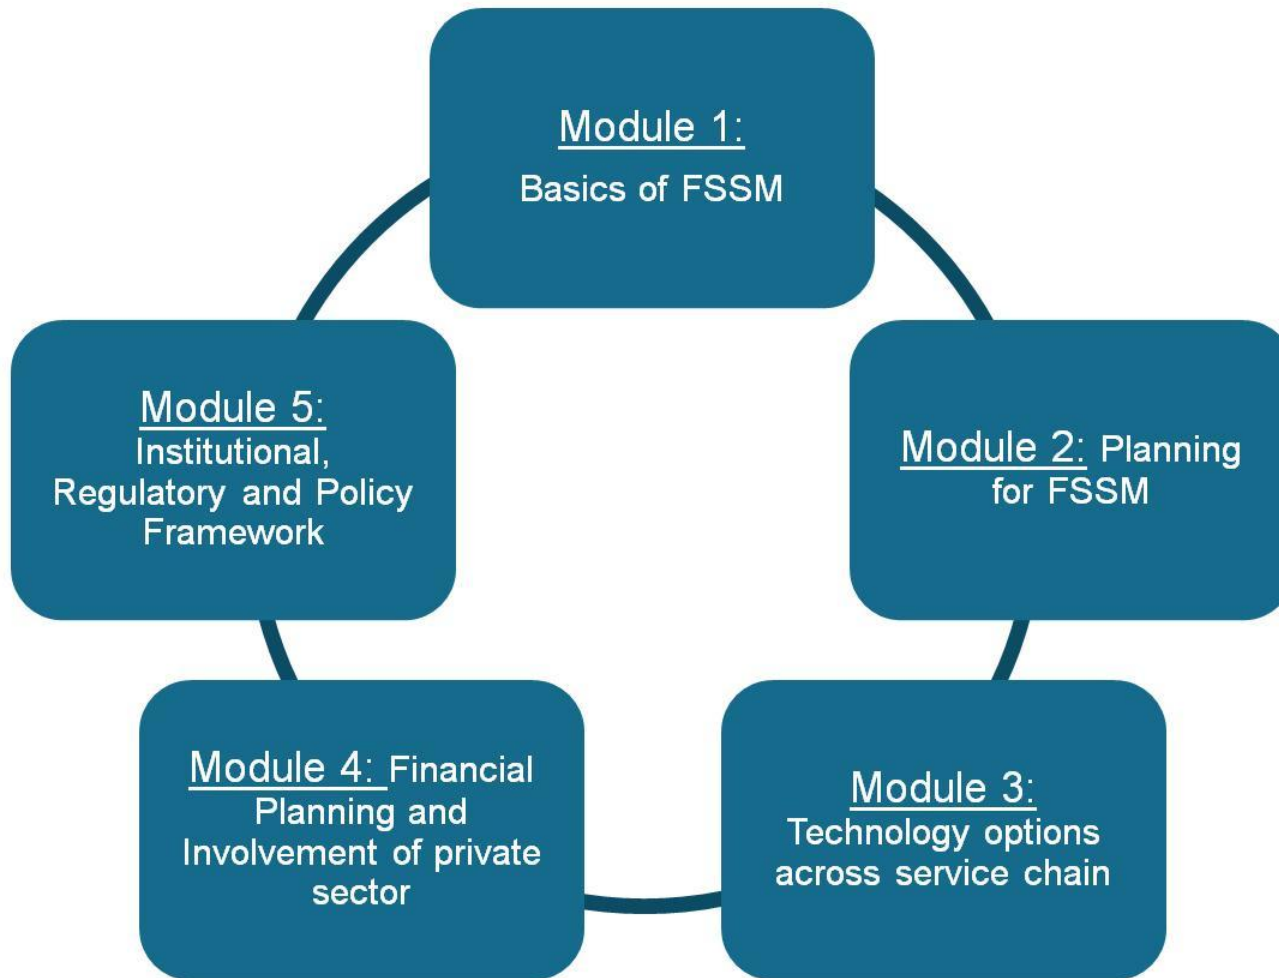 Module 1:
Basics of FSSM
Module 2: Planning
for FSSM
Module 3:
Technology options
across service chain
Module 4: Financial
Planning and
Involvement of private
sector
Module 5:
Institutional,
Regulatory and Policy
Framework